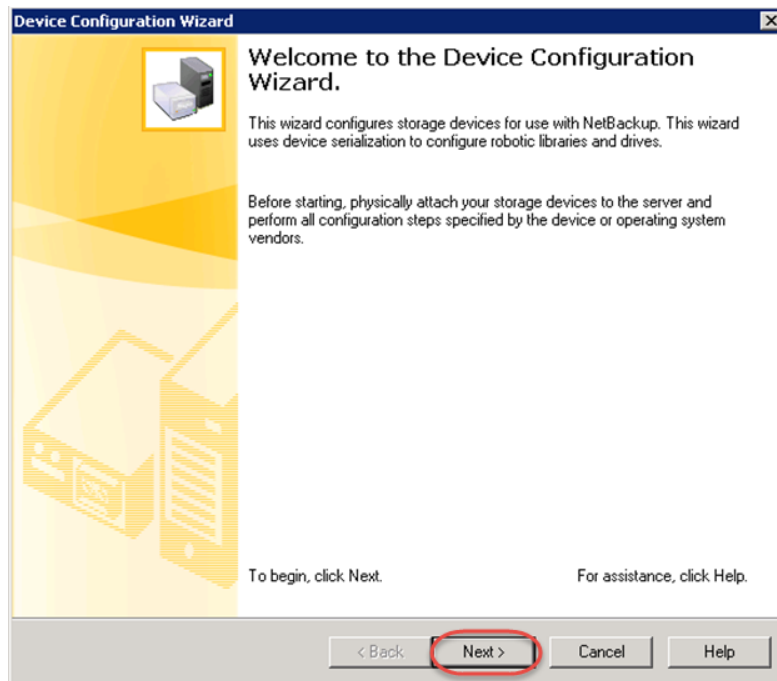 Device Configuration Wizard
Welcome to the Device Configuration
Wizard.
This wizard configures storage devices for use with NetBackup. This wizard
uses device serialization to configure robotic libraries and drives.
Before starting, physically attach your storage devices to the server and
perform all configuration steps specified by the device or operating system
vendors.
To begin, click Next.
For assistance, click Help.
< Back
Next >
Cancel
Help